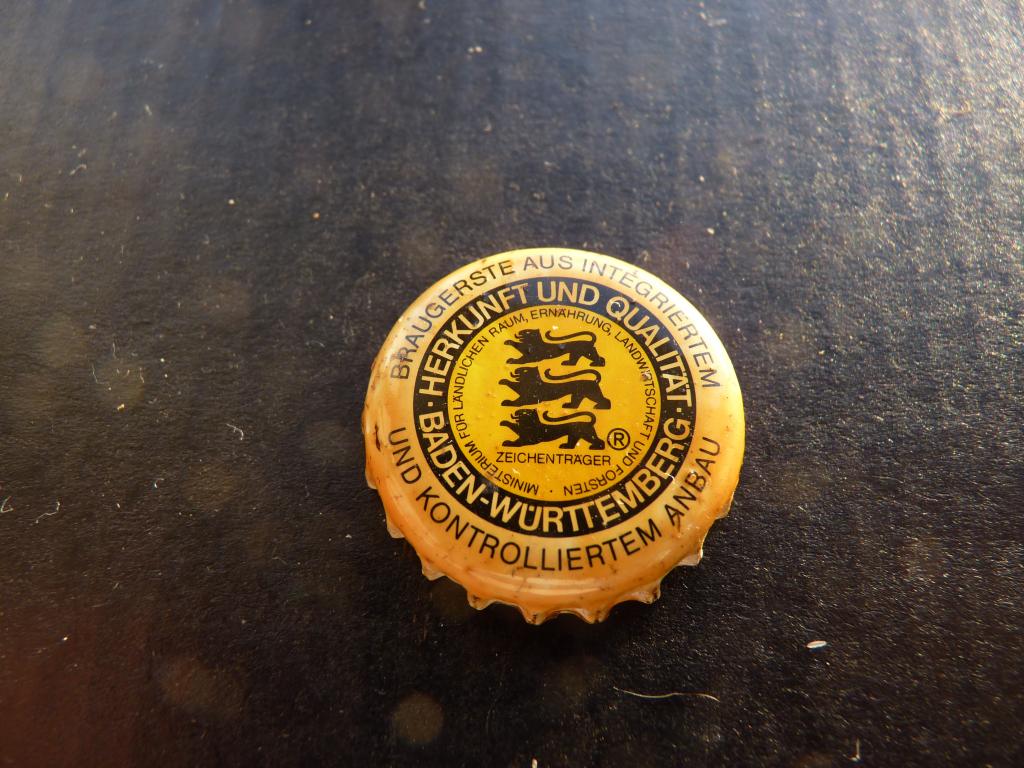 BRAUGERSTE AUS INTEGRIERTEM
UND KONTROLLIERTEM ANBAU
· HERKUNFT UND QUALITÄT ·
BADEN-WÜRTTEMBERG
MINISTERIUM FÜR LÄNDLICHEN RAUM, ERNÄHRUNG, LANDWIRTSCHAFT UND FORSTEN ·
®
ZEICHENTRÄGER